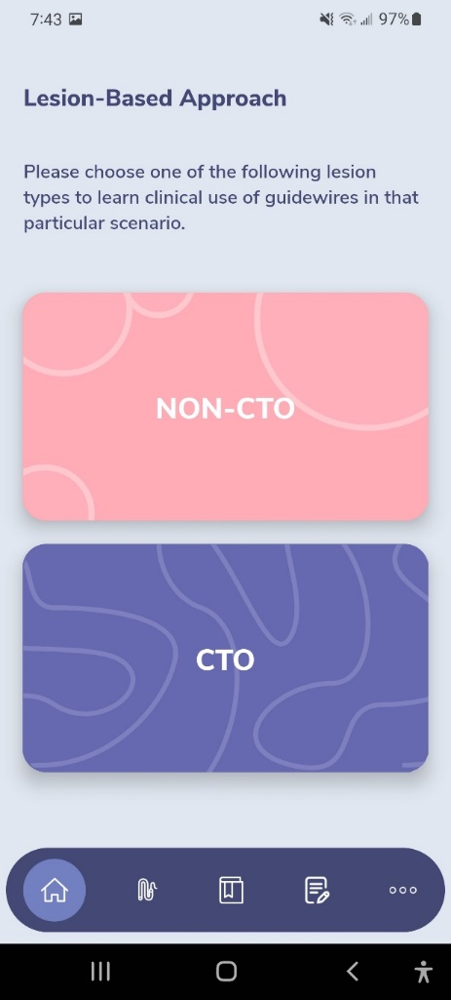 7:43 97%
Lesion-Based Approach
Please choose one of the following lesion
types to learn clinical use of guidewires in that
particular scenario.
NON-CTO
CTO